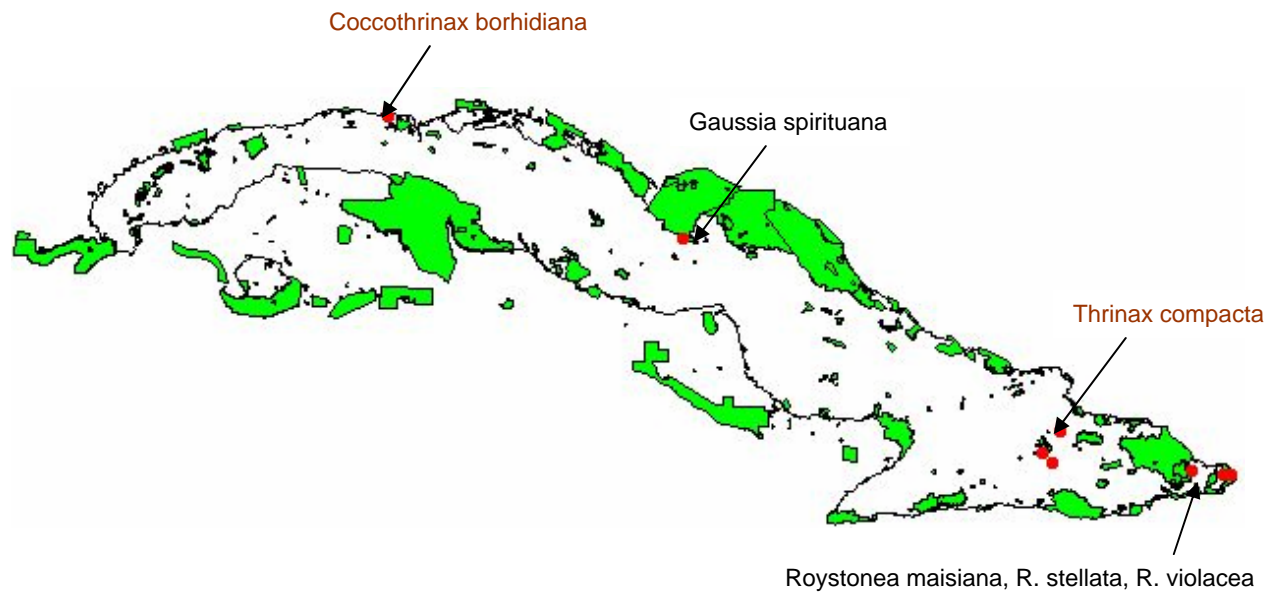 Coccothrinax borhidiana
Gaussia spirituana
Thrinax compacta
Roystonea maisiana, R. stellata, R. violacea